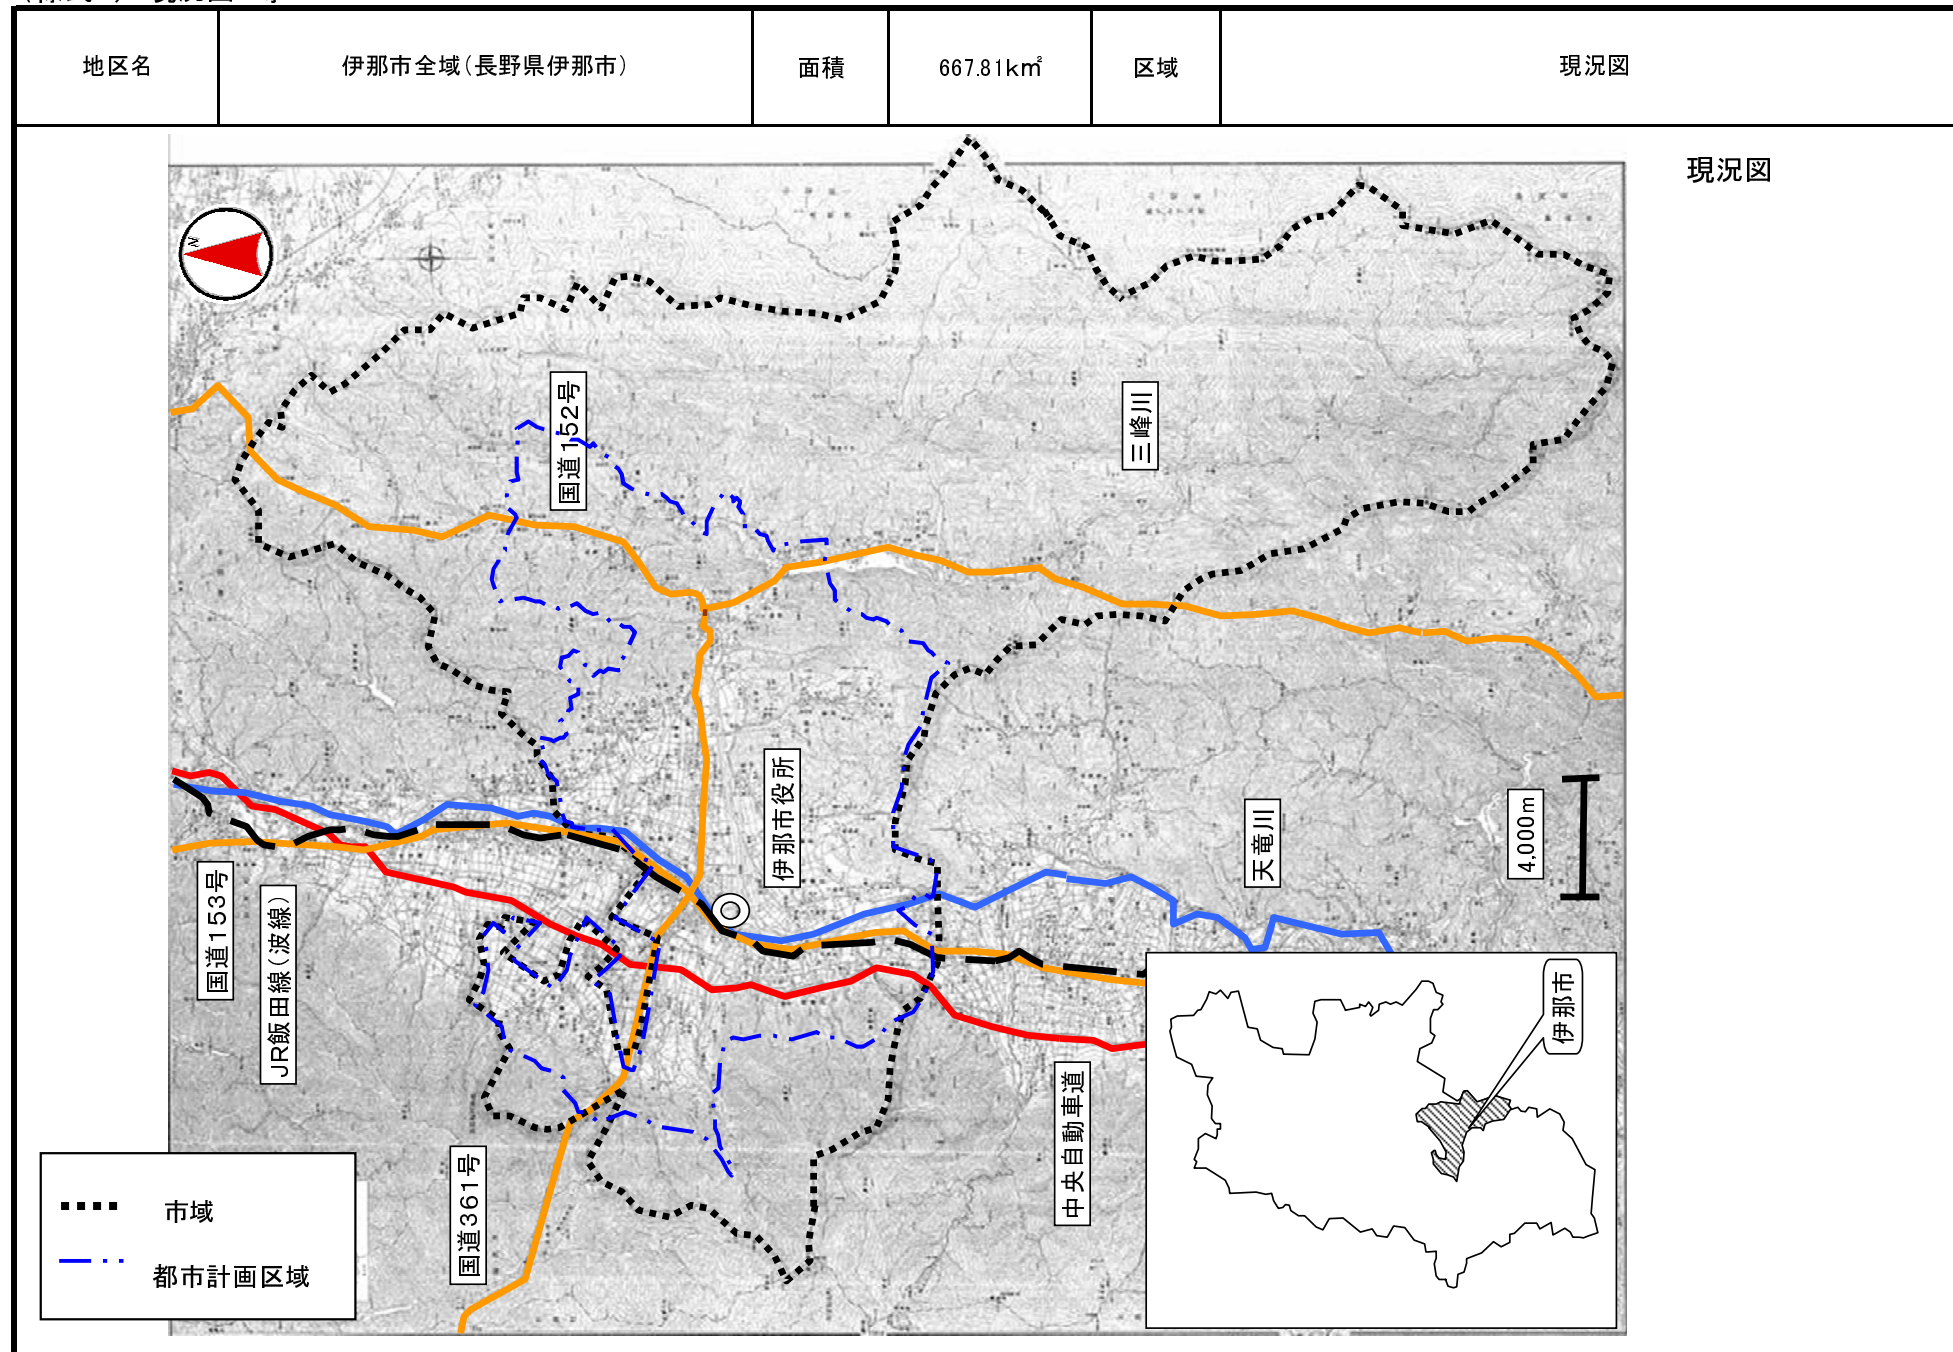 地区名
伊那市全域(長野県伊那市)
面積
667.81k㎡
区域
現況図
現況図
N
国道152号
三峰川
伊那市役所
天竜川
4,000m
国道153号
JR飯田線(波線)
伊那市
中央自動車道
国道361号
市域
都市計画区域